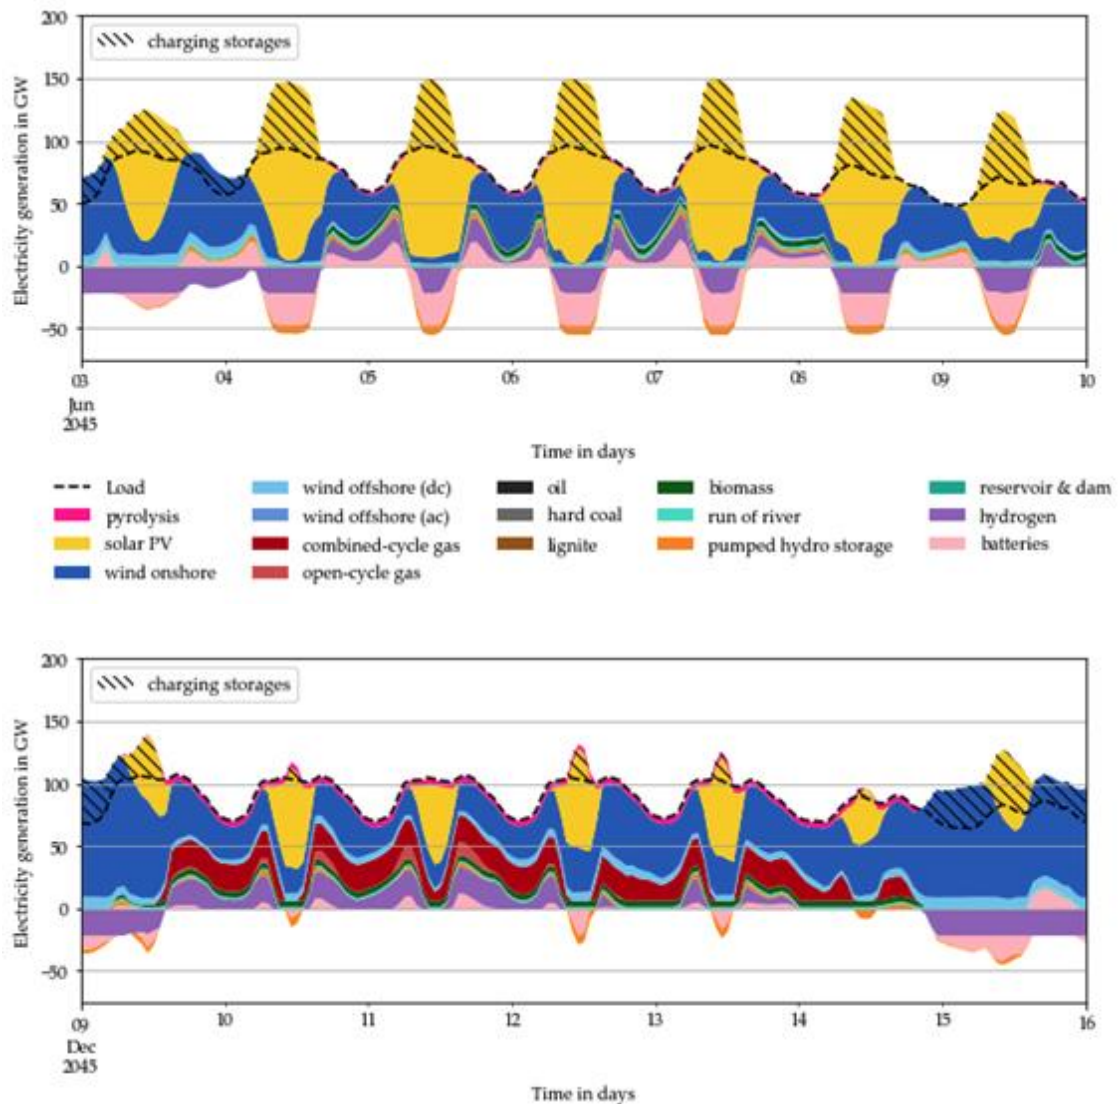 200
charging storages
150
100
50
0
−50
Electricity generation in GW
03 04 05 06 07 08 09 10
Jun
2045
Time in days
Load wind offshore (dc) oil biomass reservoir & dam
pyrolysis wind offshore (ac) hard coal run of river hydrogen
solar PV combined-cycle gas lignite pumped hydro storage batteries
wind onshore open-cycle gas
200
charging storages
150
100
50
0
−50
Electricity generation in GW
09 10 11 12 13 14 15 16
Dec
2045
Time in days